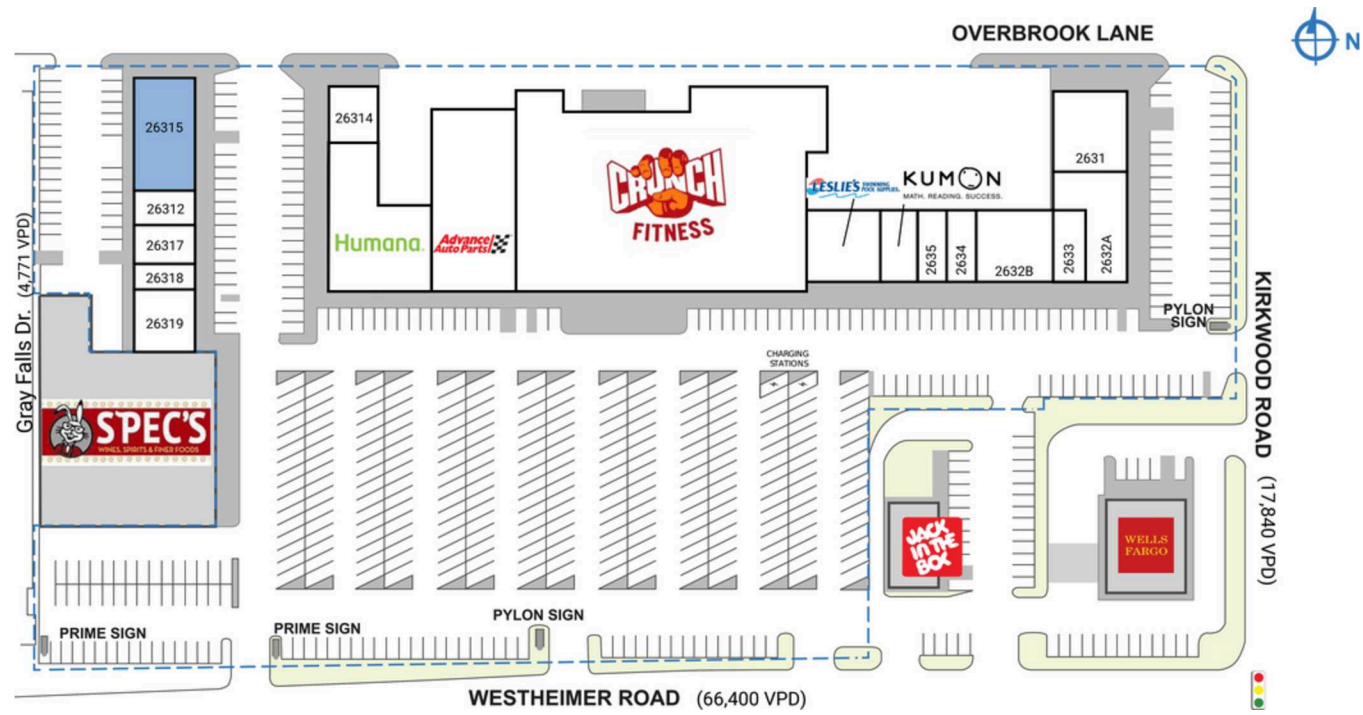 OVERBROOK LANE
N
26315
26312
26317
26318
26319
26314
Humana.
Advance
Auto Parts
CRUNCH
FITNESS
LESLIE'S SWIMMING
POOL SUPPLIES.
KUMON
MATH. READING. SUCCESS.
2635
2634
2632B
2633
2632A
2631
Gray Falls Dr. (4,771 VPD)
KIRKWOOD ROAD (17,840 VPD)
PYLON
SIGN
CHARGING
STATIONS
SPEC'S
WINES, SPIRITS & FINER FOODS
JACK
IN THE
BOX
WELLS
FARGO
PRIME SIGN
PRIME SIGN
PYLON SIGN
WESTHEIMER ROAD (66,400 VPD)